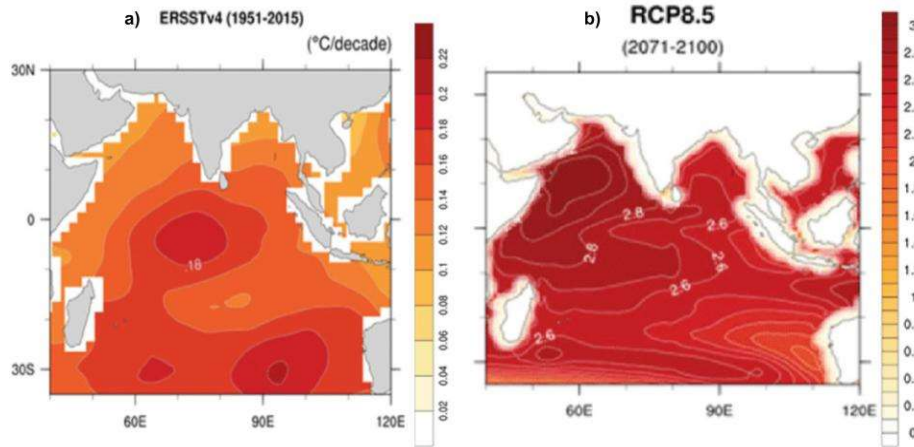 a)
ERSSTv4 (1951-2015)
(°C/decade)
30N
0
30S
60E
90E
120E
.18
0.22
0.2
0.18
0.16
0.14
0.12
0.1
0.08
0.06
0.04
0.02
b)
RCP8.5
(2071-2100)
2.8
2.6
2.8
2.6
2.6
2.6
60E
90E
120E